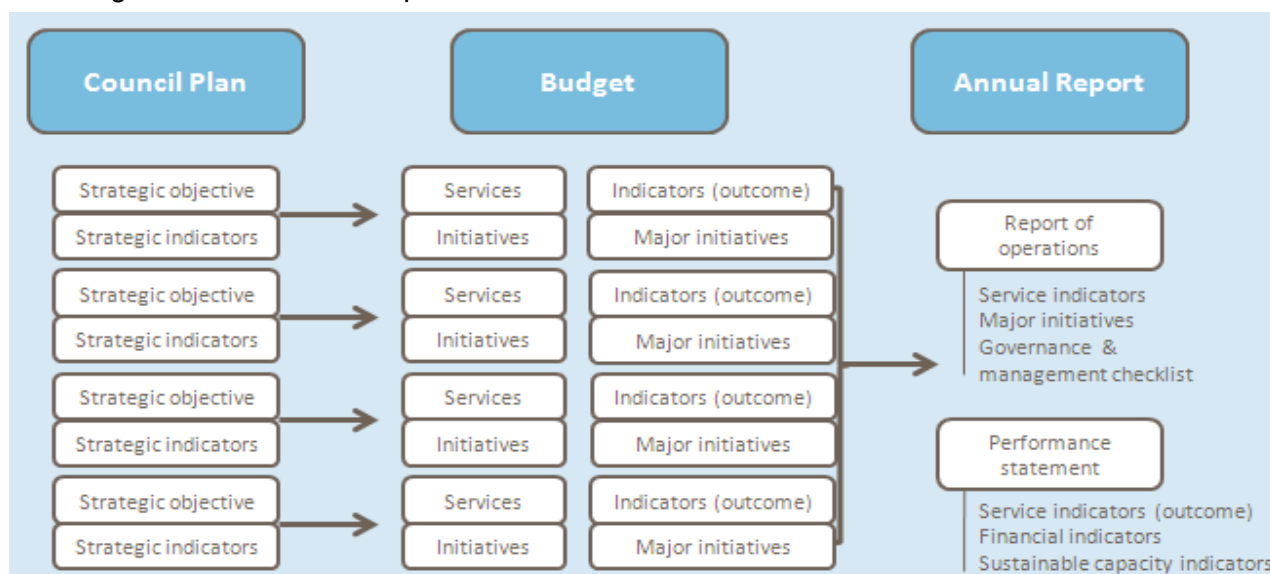 Council Plan
Budget
Annual Report
Strategic objective
Strategic indicators
Services
Initiatives
Indicators (outcome)
Major initiatives
Strategic objective
Strategic indicators
Services
Initiatives
Indicators (outcome)
Major initiatives
Strategic objective
Strategic indicators
Services
Initiatives
Indicators (outcome)
Major initiatives
Strategic objective
Strategic indicators
Services
Initiatives
Indicators (outcome)
Major initiatives
Report of
operations
Service indicators
Major initiatives
Governance &
management checklist
Performance
statement
Service indicators (outcome)
Financial indicators
Sustainable capacity indicators